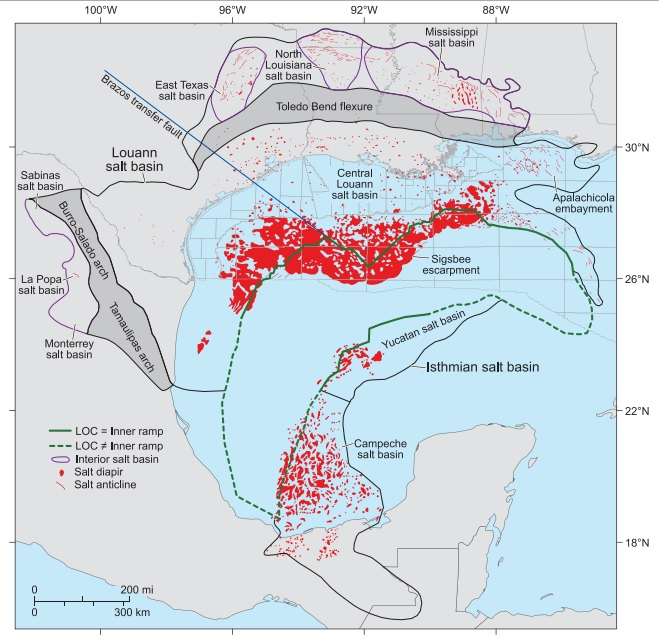 100°W
96°W
92°W
88°W
Mississippi
salt basin
North
Louisiana
salt basin
East Texas
salt basin
Toledo Bend flexure
Brazos transfer fault
30°N
Louann
salt basin
Sabinas
salt basin
Central
Louann
salt basin
Apalachicola
embayment
Burro-Salado arch
Sigsbee
escarpment
26°N
La Popa
salt basin
Tamaulipas arch
Monterrey
salt basin
Yucatan salt basin
Isthmian salt basin
22°N
LOC = Inner ramp
LOC ≠ Inner ramp
Interior salt basin
Salt diapir
Salt anticline
Campeche
salt basin
18°N
0
200 mi
0
300 km